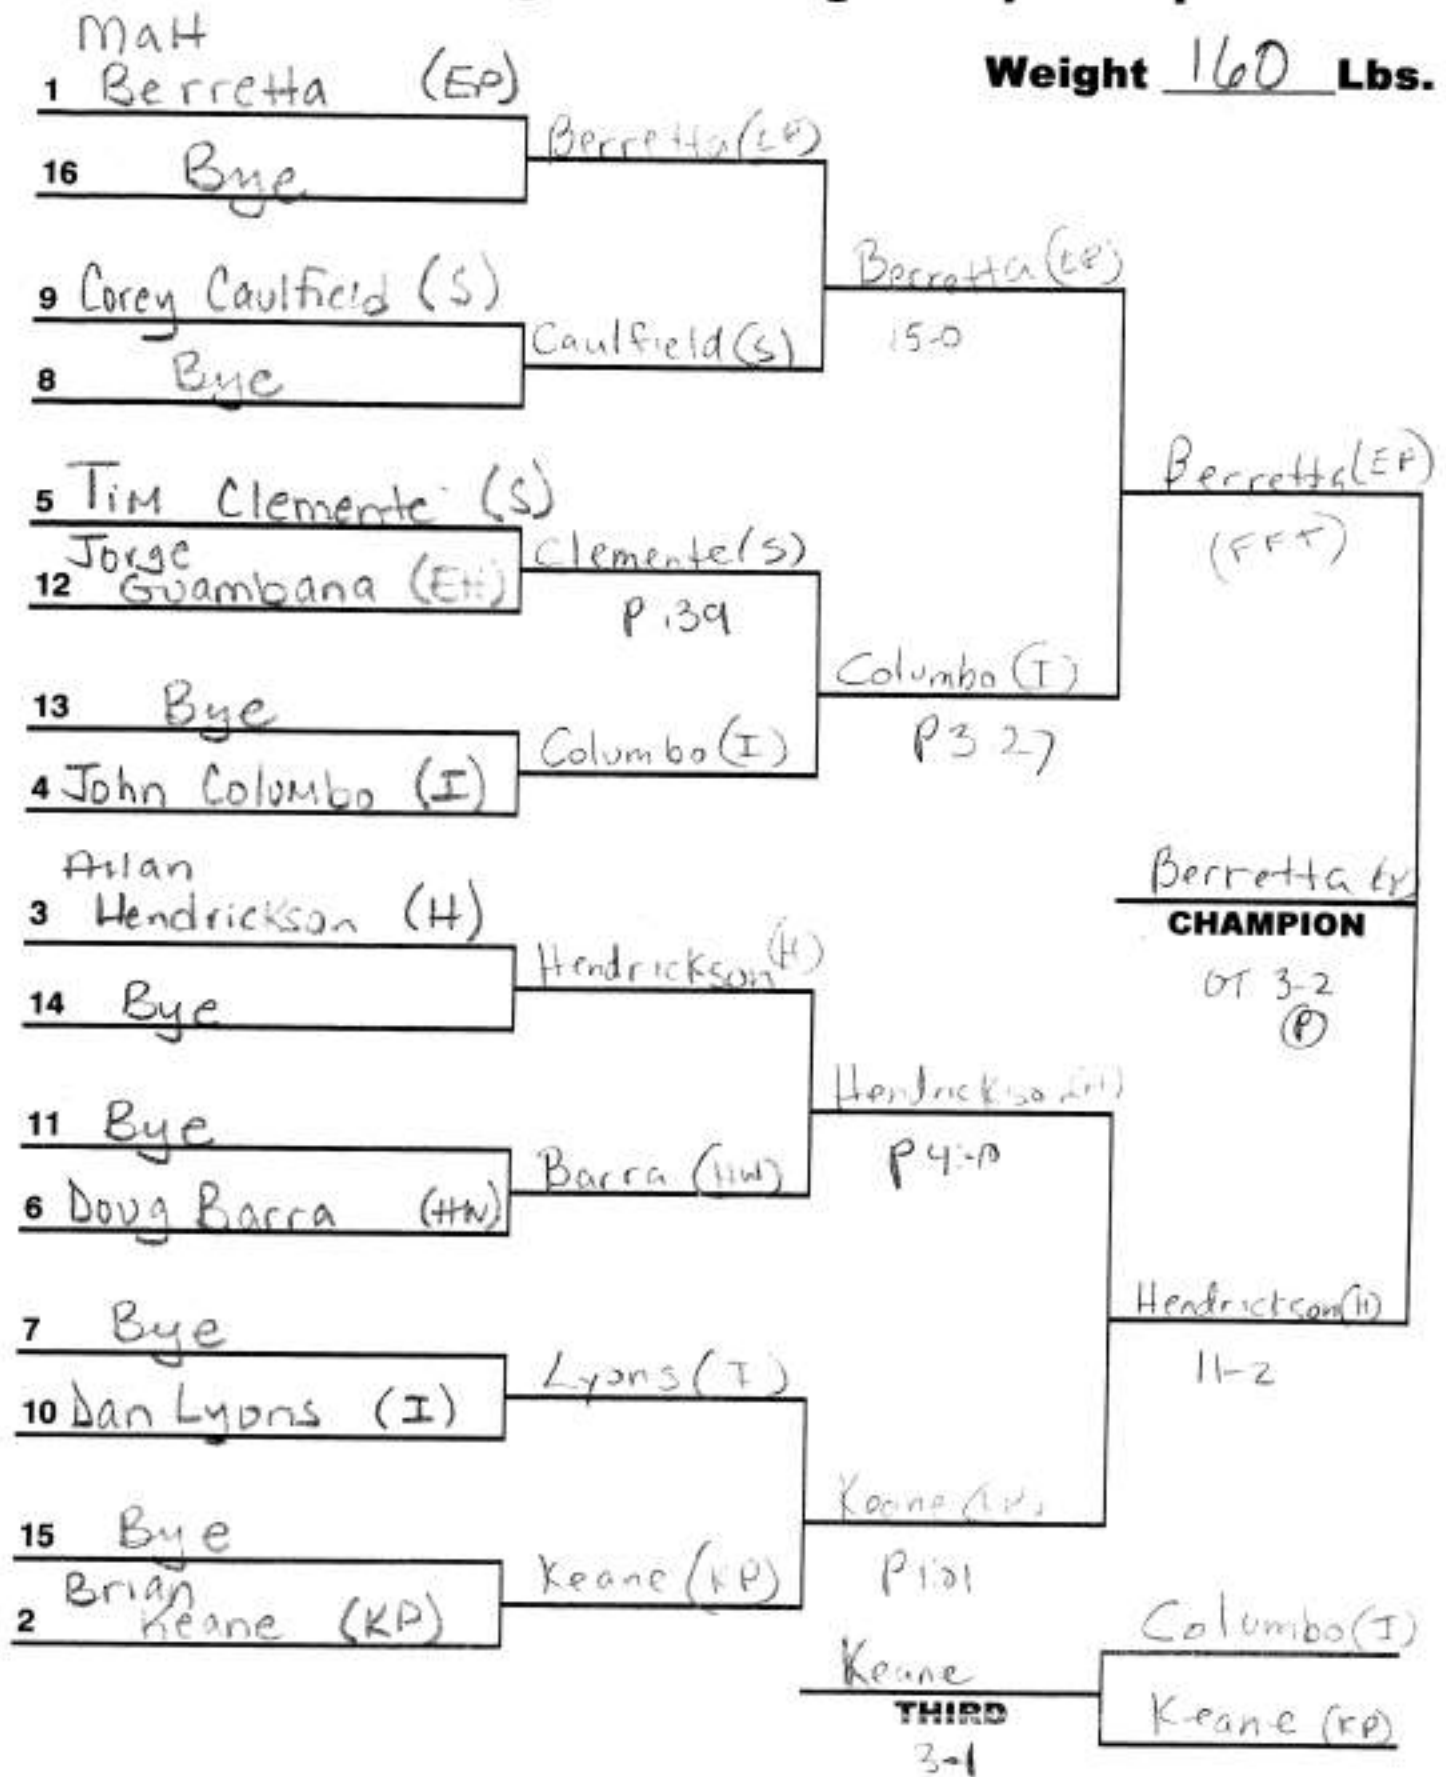 Weight 160 Lbs.
Matt
1 Berretta (EP)
16 Bye
9 Corey Caulfield (S)
8 Bye
5 Tim Clemente (S)
Jorge
12 Guambana (EH)
13 Bye
4 John Columbo (I)
Allan
3 Hendrickson (H)
14 Bye
11 Bye
6 Doug Barra (HW)
7 Bye
10 Dan Lyons (I)
15 Bye
Brian
2 Keane (KP)
Berretta (EP)
Caulfield (S)
Clemente (S)
P :39
Columbo (I)
Hendrickson (H)
Barra (HW)
Lyons (I)
Keane (KP)
Berretta (EP)
15-0
Columbo (I)
P3 27
Hendrickson (H)
Keane (KP)
Berretta (EP)
Hendrickson (H)
11-2
Berretta
CHAMPION
OT 3-2
(P)
Columbo (I)
Keane (KP)
Keane
THIRD
3-1